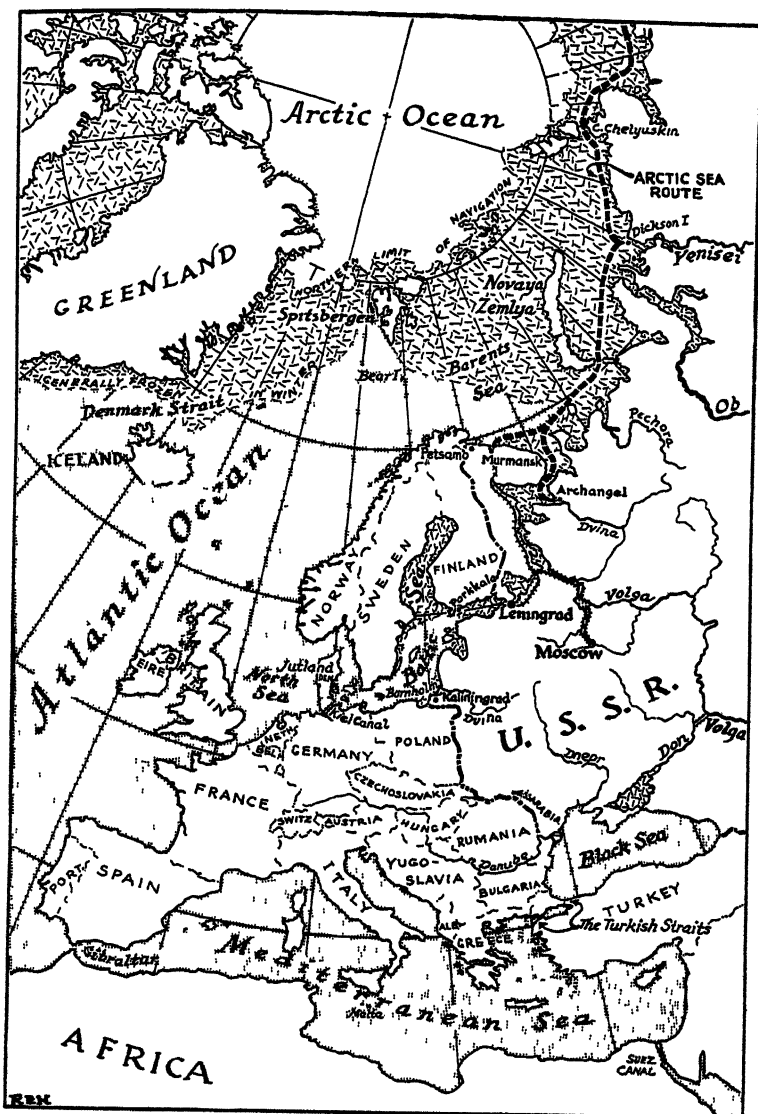 Arctic - Ocean
Chelyuskin
ARCTIC SEA
ROUTE
Dickson I
Yenisei
GREENLAND
NORTHERN
LIMIT
OF NAVIGATION
Novaya
Zemlya
Spitsbergen
Bear I
Barents
Sea
GENERALLY FROZEN
IN WINTER
Denmark Strait
Ob
Pechora
ICELAND
Petsamo
Murmansk
Archangel
Dvina
Atlantic Ocean
NORWAY
SWEDEN
FINLAND
Porkkala
Leningrad
Volga
Moscow
Baltic Sea
EIRE
BRITAIN
North
Sea
Jutland
DEN
Bornholm
Kaliningrad
Kiel Canal
Dvina
U. S. S. R.
Volga
Don
Dnepr
NETH
BELG
GERMANY
POLAND
CZECHOSLOVAKIA
BESSARABIA
FRANCE
SWITZ
AUSTRIA
HUNGARY
RUMANIA
Black Sea
Danube
YUGO-
SLAVIA
BULGARIA
ITALY
PORT
SPAIN
TURKEY
The Turkish Straits
ALB
GREECE
Gibraltar
Mediterranean Sea
Malta
AFRICA
SUEZ
CANAL